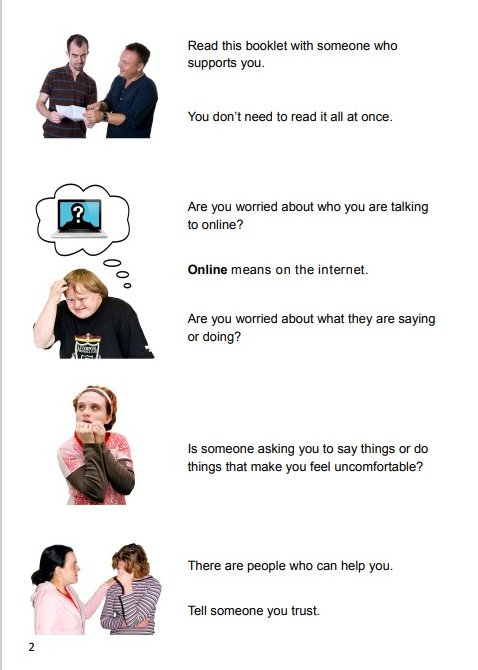 Read this booklet with someone who
supports you.
You don’t need to read it all at once.
?
Are you worried about who you are talking
to online?
Online means on the internet.
Are you worried about what they are saying
or doing?
Is someone asking you to say things or do
things that make you feel uncomfortable?
There are people who can help you.
Tell someone you trust.
2